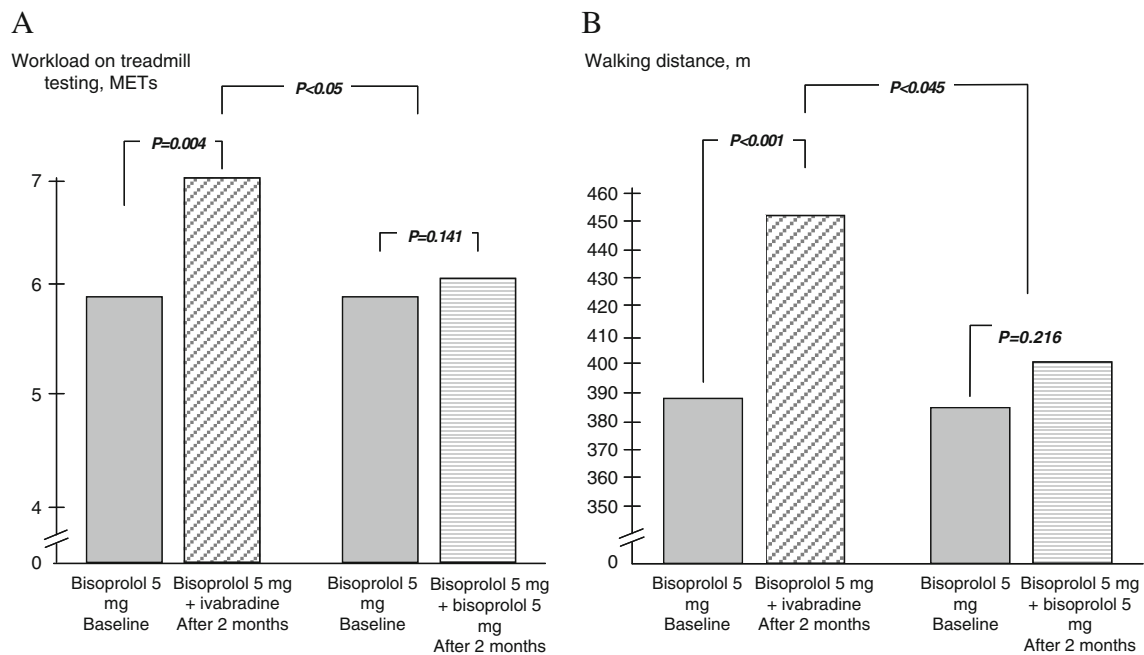 A
Workload on treadmill
testing, METs
P<0.05
P=0.004
P=0.141
7
6
5
4
0
Bisoprolol 5
mg
Baseline
Bisoprolol 5 mg
+ ivabradine
After 2 months
Bisoprolol 5
mg
Baseline
Bisoprolol 5 mg
+ bisoprolol 5
mg
After 2 months
B
Walking distance, m
P<0.045
P<0.001
P=0.216
460
450
430
420
410
400
390
380
360
350
0
Bisoprolol 5
mg
Baseline
Bisoprolol 5 mg
+ ivabradine
After 2 months
Bisoprolol 5
mg
Baseline
Bisoprolol 5 mg
+ bisoprolol 5
mg
After 2 months